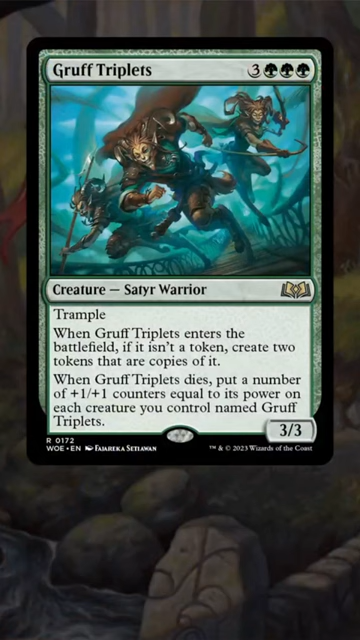 Gruff Triplets 3
Creature — Satyr Warrior
Trample
When Gruff Triplets enters the
battlefield, if it isn't a token, create two
tokens that are copies of it.
When Gruff Triplets dies, put a number
of +1/+1 counters equal to its power on
each creature you control named Gruff
Triplets.
3/3
R 0172
WOE • EN Fajareka Setiawan ™ & © 2023 Wizards of the Coast